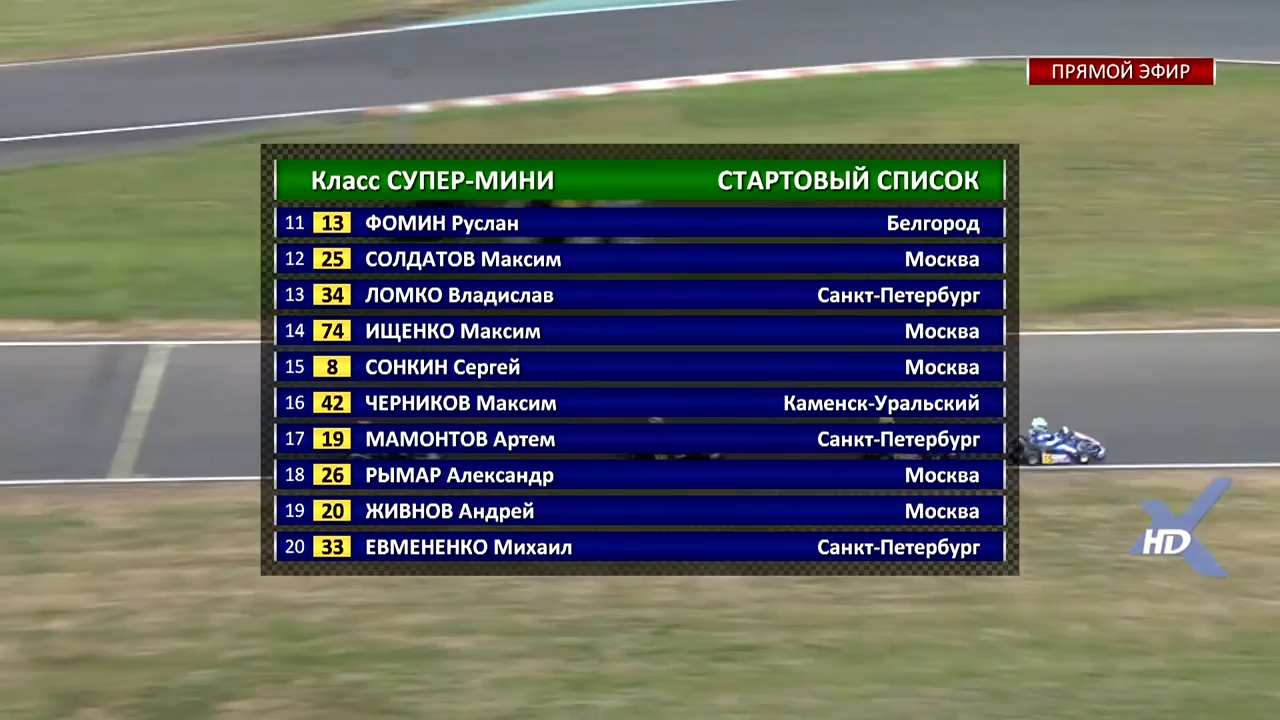 ПРЯМОЙ ЭФИР
Класс СУПЕР-МИНИ СТАРТОВЫЙ СПИСОК
11 13 ФОМИН Руслан Белгород
12 25 СОЛДАТОВ Максим Москва
13 34 ЛОМКО Владислав Санкт-Петербург
14 74 ИЩЕНКО Максим Москва
15 8 СОНКИН Сергей Москва
16 42 ЧЕРНИКОВ Максим Каменск-Уральский
17 19 МАМОНТОВ Артем Санкт-Петербург
18 26 РЫМАР Александр Москва
19 20 ЖИВНОВ Андрей Москва
20 33 ЕВМЕНЕНКО Михаил Санкт-Петербург
X HD